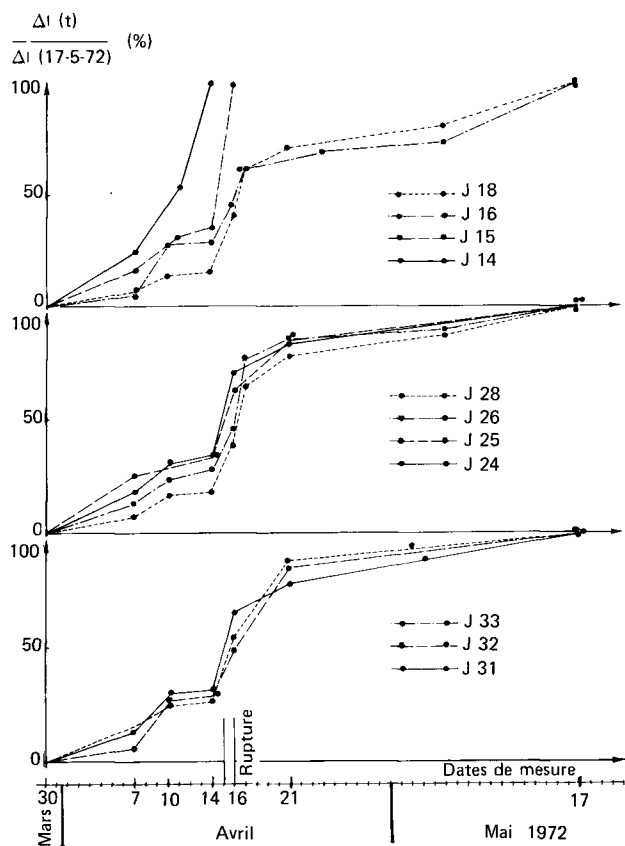 Δl (t)
Δl (17-5-72)
(%)
100
50
0
J 18
J 16
J 15
J 14
100
50
0
J 28
J 26
J 25
J 24
100
50
0
J 33
J 32
J 31
Rupture
Dates de mesure
30
7
10
14
16
21
17
Mars
Avril
Mai 1972